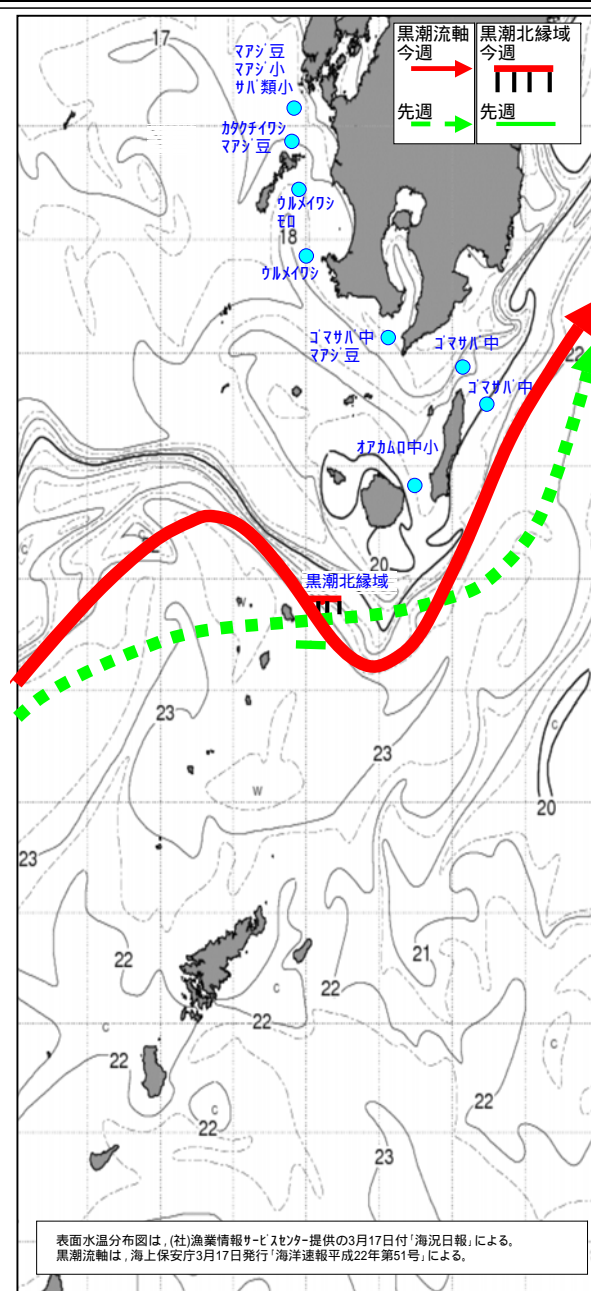 黒潮流軸
今週
先週
黒潮北縁域
今週
先週
17
マアジ豆
マアジ小
サバ類小
カタクチイワシ
マアジ豆
ウルメイワシ
モロ
18
ウルメイワシ
ゴマサバ中
マアジ豆
ゴマサバ中
22
ゴマサバ中
オアカムロ中小
C
20
黒潮北縁域
W
23
23
C
W
20
23
22
21
C
22
22
C
22
C
22
C
22
23
表面水温分布図は，(社)漁業情報サービスセンター提供の3月17日付「海況日報」による。
黒潮流軸は，海上保安庁3月17日発行「海洋速報平成22年第51号」による。